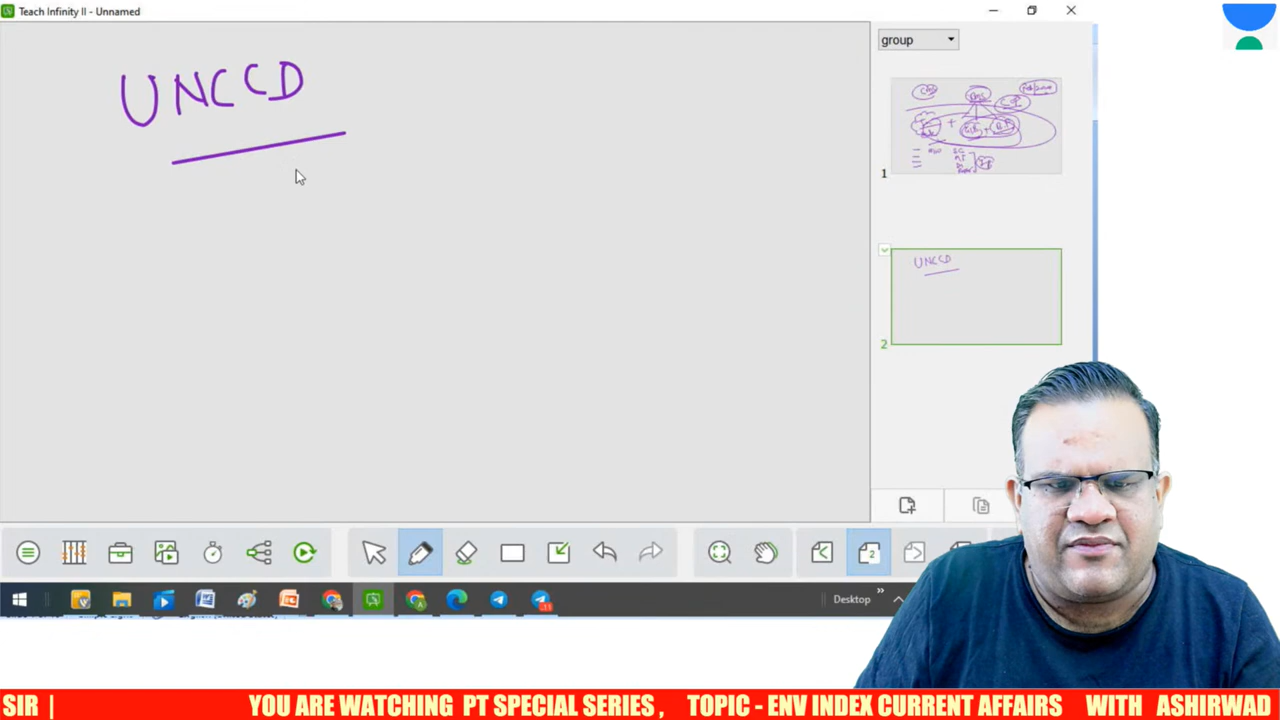 Teach Infinity II - Unnamed
UNCCD
group
1
UNCCD
2
2
Desktop
SIR | YOU ARE WATCHING PT SPECIAL SERIES , TOPIC - ENV INDEX CURRENT AFFAIRS WITH ASHIRWAD